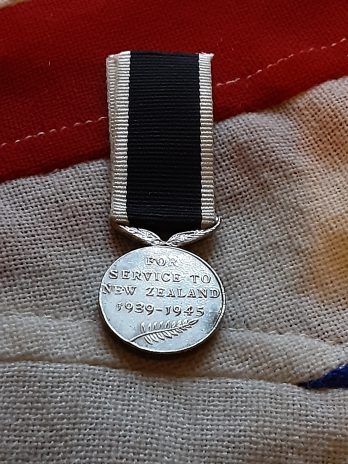 FOR
SERVICE TO
NEW ZEALAND
1939-1945